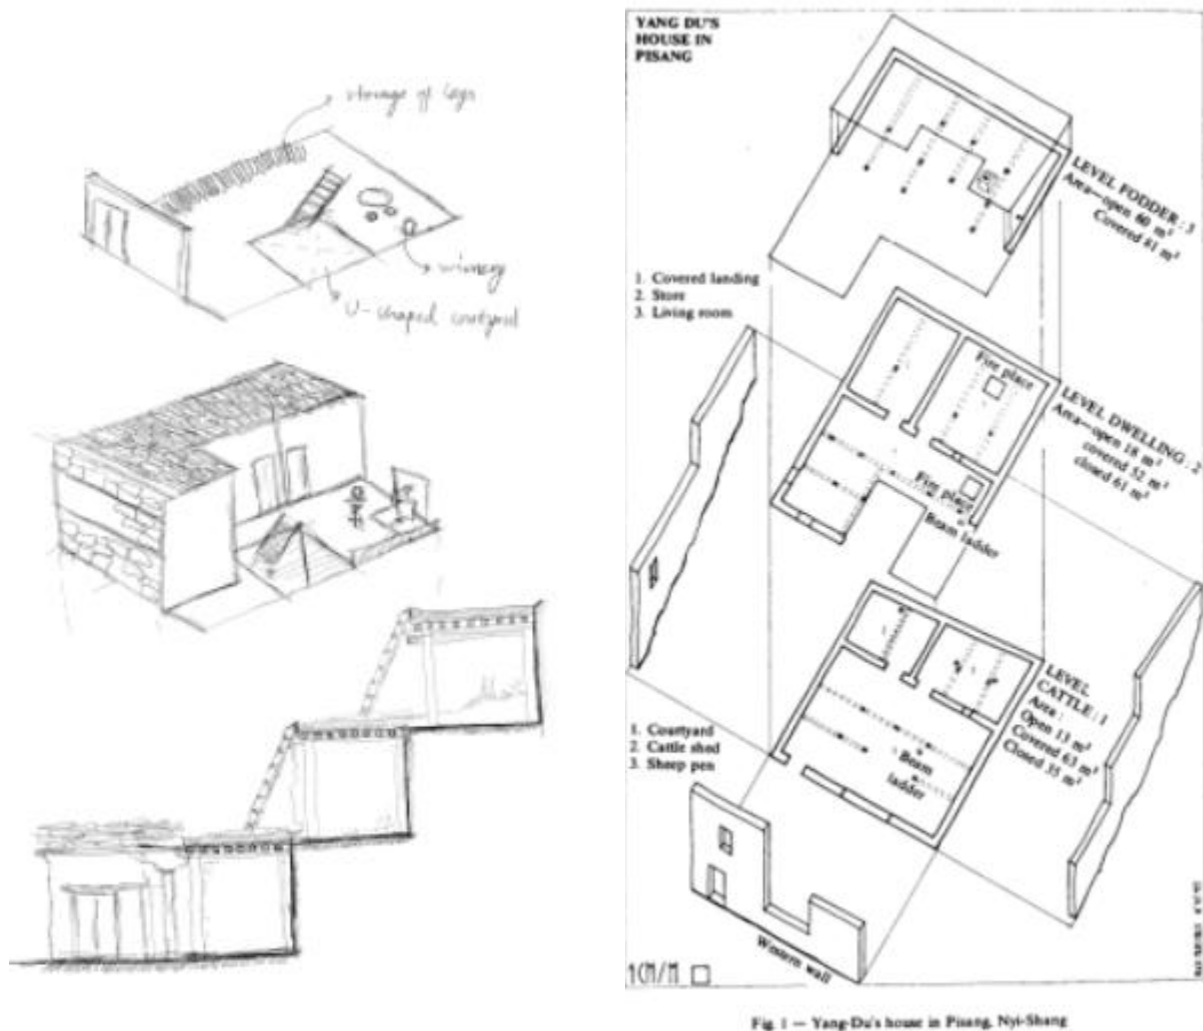 storage of logs
winnery
U-shaped courtyard
YANG DU'S
HOUSE IN
PISANG
LEVEL FODDER : 3
Area—open 60 m²
Covered 81 m²
1. Covered landing
2. Store
3. Living room
Fire place
LEVEL DWELLING : 2
Area—open 18 m²
covered 52 m²
closed 61 m²
Fire place
Beam ladder
LEVEL
CATTLE : 1
Area :
Open 13 m²
Covered 63 m²
Closed 35 m²
1. Courtyard
2. Cattle shed
3. Sheep pen
Beam
ladder
Western wall
1CM/M
Fig. 1 — Yang-Du's house in Pisang, Nyi-Shang